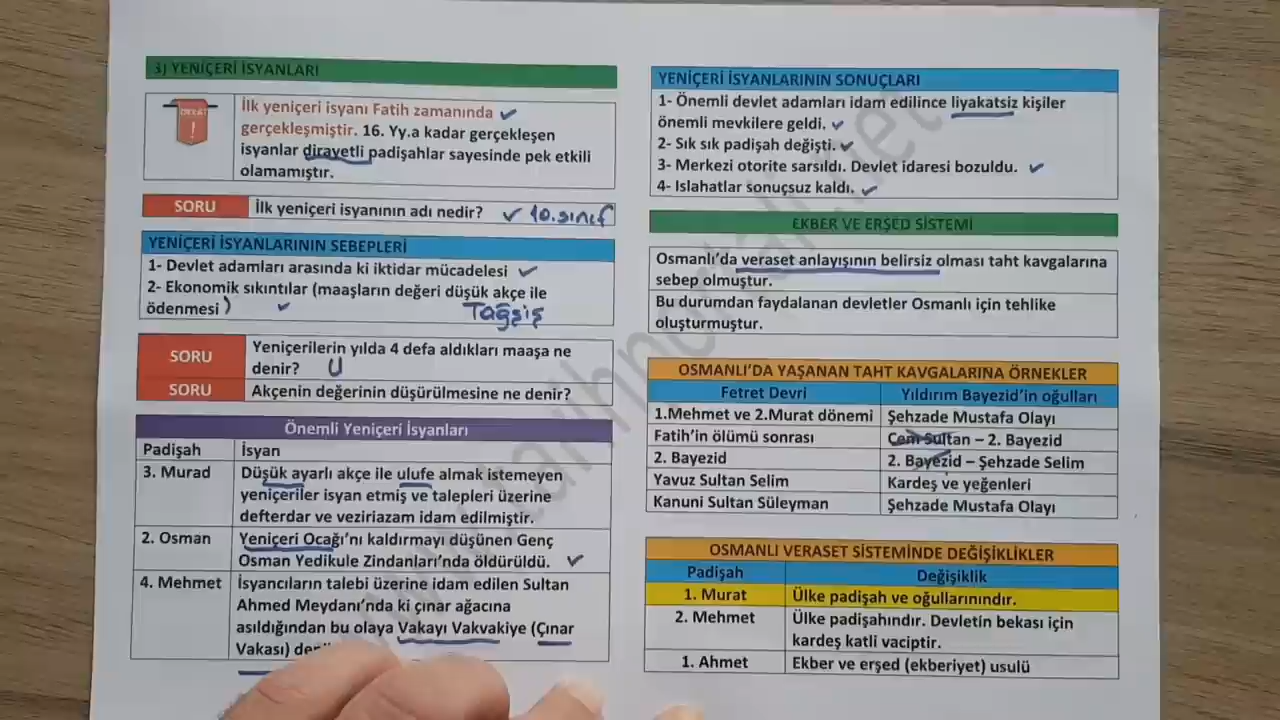 3) YENİÇERİ İSYANLARI
DİKKAT
!
İlk yeniçeri isyanı Fatih zamanında
gerçekleşmiştir. 16. Yy.a kadar gerçekleşen
isyanlar dirayetli padişahlar sayesinde pek etkili
olamamıştır.
SORU İlk yeniçeri isyanının adı nedir? 10.sınıf
YENİÇERİ İSYANLARININ SEBEPLERİ
1- Devlet adamları arasında ki iktidar mücadelesi
2- Ekonomik sıkıntılar (maaşların değeri düşük akçe ile
ödenmesi ) Tağşiş
SORU Yeniçerilerin yılda 4 defa aldıkları maaşa ne
denir? U
SORU Akçenin değerinin düşürülmesine ne denir?
Önemli Yeniçeri İsyanları
Padişah İsyan
3. Murad Düşük ayarlı akçe ile ulufe almak istemeyen
yeniçeriler isyan etmiş ve talepleri üzerine
defterdar ve veziriazam idam edilmiştir.
2. Osman Yeniçeri Ocağı'nı kaldırmayı düşünen Genç
Osman Yedikule Zindanları'nda öldürüldü.
4. Mehmet İsyancıların talebi üzerine idam edilen Sultan
Ahmed Meydanı'nda ki çınar ağacına
asıldığından bu olaya Vakayı Vakvakiye (Çınar
Vakası)
YENİÇERİ İSYANLARININ SONUÇLARI
1- Önemli devlet adamları idam edilince liyakatsiz kişiler
önemli mevkilere geldi.
2- Sık sık padişah değişti.
3- Merkezi otorite sarsıldı. Devlet idaresi bozuldu.
4- Islahatlar sonuçsuz kaldı.
EKBER VE ERŞED SİSTEMİ
Osmanlı'da veraset anlayışının belirsiz olması taht kavgalarına
sebep olmuştur.
Bu durumdan faydalanan devletler Osmanlı için tehlike
oluşturmuştur.
OSMANLI'DA YAŞANAN TAHT KAVGALARINA ÖRNEKLER
Fetret Devri Yıldırım Bayezid'in oğulları
1.Mehmet ve 2.Murat dönemi Şehzade Mustafa Olayı
Fatih'in ölümü sonrası Cem Sultan – 2. Bayezid
2. Bayezid 2. Bayezid – Şehzade Selim
Yavuz Sultan Selim Kardeş ve yeğenleri
Kanuni Sultan Süleyman Şehzade Mustafa Olayı
OSMANLI VERASET SİSTEMİNDE DEĞİŞİKLİKLER
Padişah Değişiklik
1. Murat Ülke padişah ve oğullarınındır.
2. Mehmet Ülke padişahındır. Devletin bekası için
kardeş katli vaciptir.
1. Ahmet Ekber ve erşed (ekberiyet) usulü